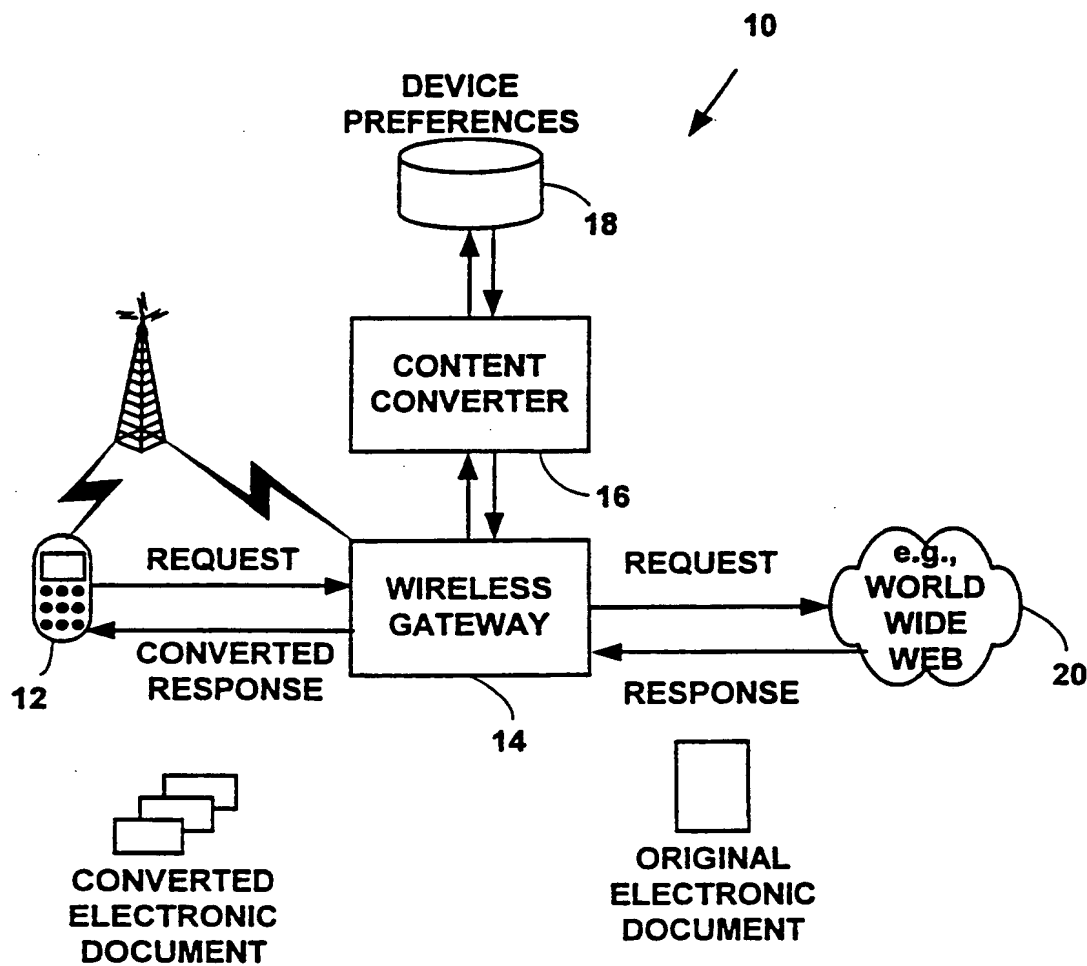 10
DEVICE
PREFERENCES
18
CONTENT
CONVERTER
16
REQUEST
WIRELESS
GATEWAY
REQUEST
e.g.,
WORLD
WIDE
WEB
CONVERTED
RESPONSE
12
14
RESPONSE
20
CONVERTED
ELECTRONIC
DOCUMENT
ORIGINAL
ELECTRONIC
DOCUMENT